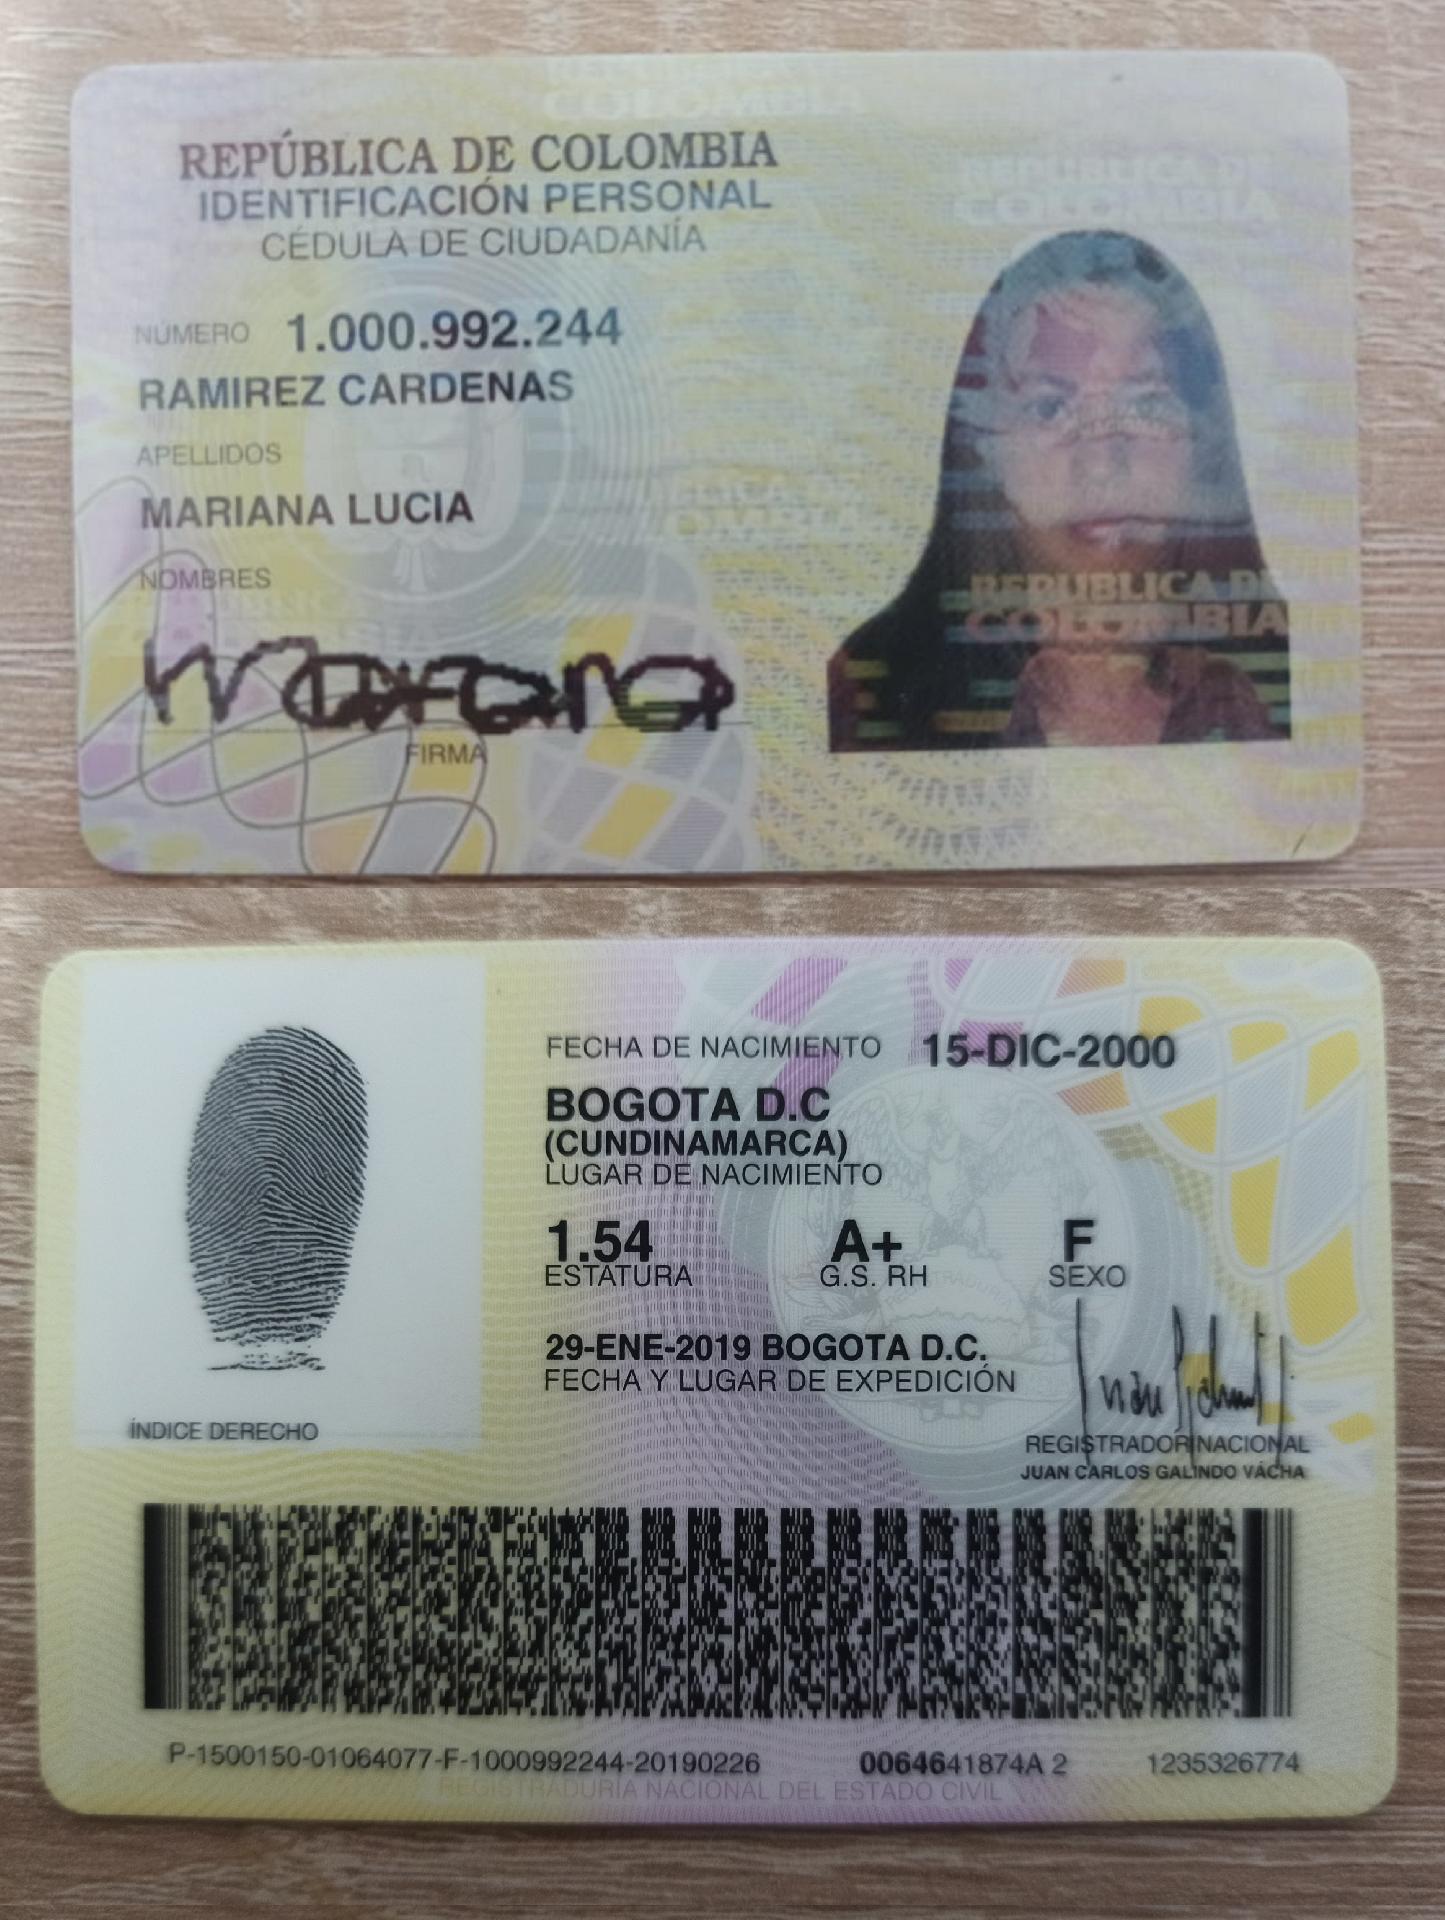 REPÚBLICA DE COLOMBIA
IDENTIFICACIÓN PERSONAL
CÉDULA DE CIUDADANÍA
NÚMERO 1.000.992.244
RAMIREZ CARDENAS
APELLIDOS
MARIANA LUCIA
NOMBRES
FIRMA
REPUBLICA DE
COLOMBIA
FECHA DE NACIMIENTO 15-DIC-2000
BOGOTA D.C
(CUNDINAMARCA)
LUGAR DE NACIMIENTO
1.54 A+ F
ESTATURA G.S. RH SEXO
29-ENE-2019 BOGOTA D.C.
FECHA Y LUGAR DE EXPEDICIÓN
ÍNDICE DERECHO
REGISTRADOR NACIONAL
JUAN CARLOS GALINDO VÁCHA
P-1500150-01064077-F-1000992244-20190226 0064641874A 2 1235326774
REGISTRADURÍA NACIONAL DEL ESTADO CIVIL